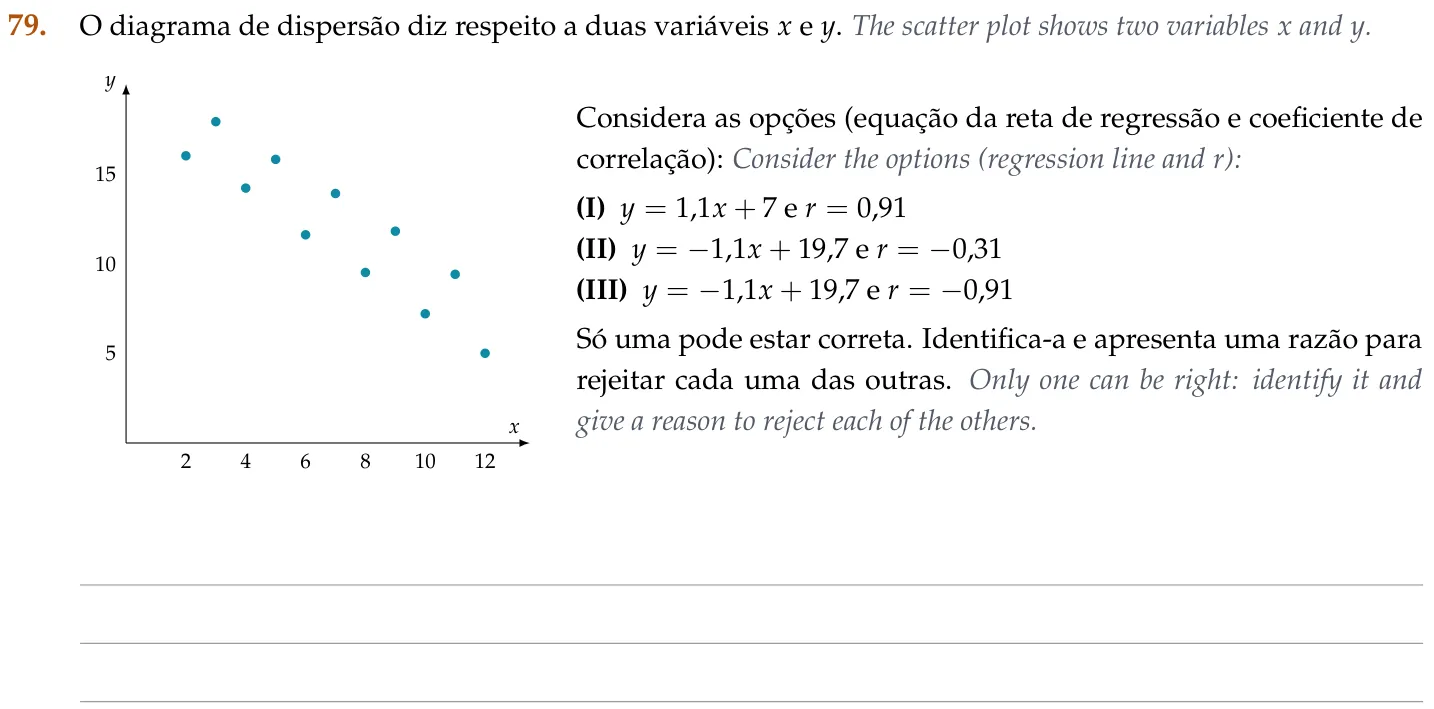 79. O diagrama de dispersão diz respeito a duas variáveis x e y. The scatter plot shows two variables x and y.
y
15
10
5
x
2 4 6 8 10 12
Considera as opções (equação da reta de regressão e coeficiente de
correlação): Consider the options (regression line and r):
(I) y = 1,1x + 7 e r = 0,91
(II) y = −1,1x + 19,7 e r = −0,31
(III) y = −1,1x + 19,7 e r = −0,91
Só uma pode estar correta. Identifica-a e apresenta uma razão para
rejeitar cada uma das outras. Only one can be right: identify it and
give a reason to reject each of the others.